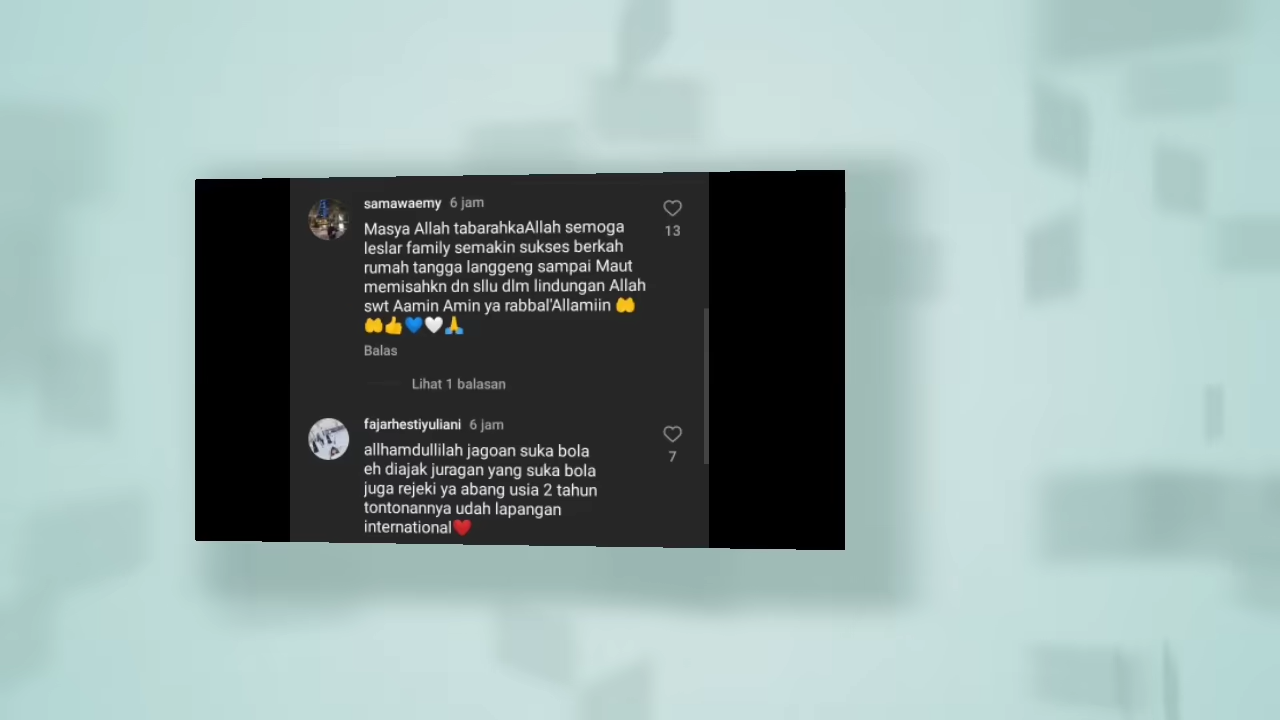 samawaemy 6 jam
Masya Allah tabarahkaAllah semoga
leslar family semakin sukses berkah
rumah tangga langgeng sampai Maut
memisahkn dn sllu dlm lindungan Allah
swt Aamin Amin ya rabbal'Allamiin 🤲
🤲👍💙🤍🙏
13
Balas
Lihat 1 balasan
fajarhestiyuliani 6 jam
allhamdullilah jagoan suka bola
eh diajak juragan yang suka bola
juga rejeki ya abang usia 2 tahun
tontonannya udah lapangan
international❤️
7